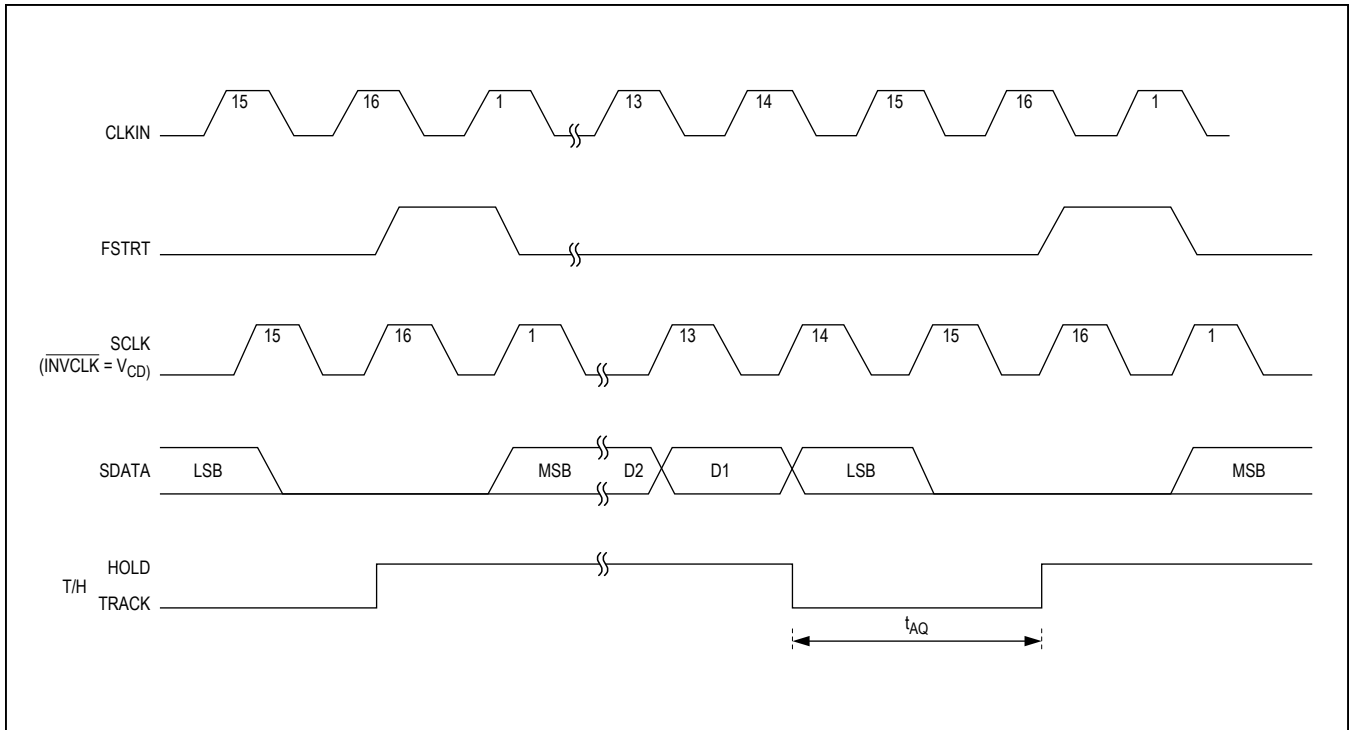 15 16 1 13 14 15 16 1
CLKIN
FSTRT
15 16 1 13 14 15 16 1
SCLK
(INVCLK = VCD)
SDATA LSB MSB D2 D1 LSB MSB
HOLD
T/H
TRACK
tAQ